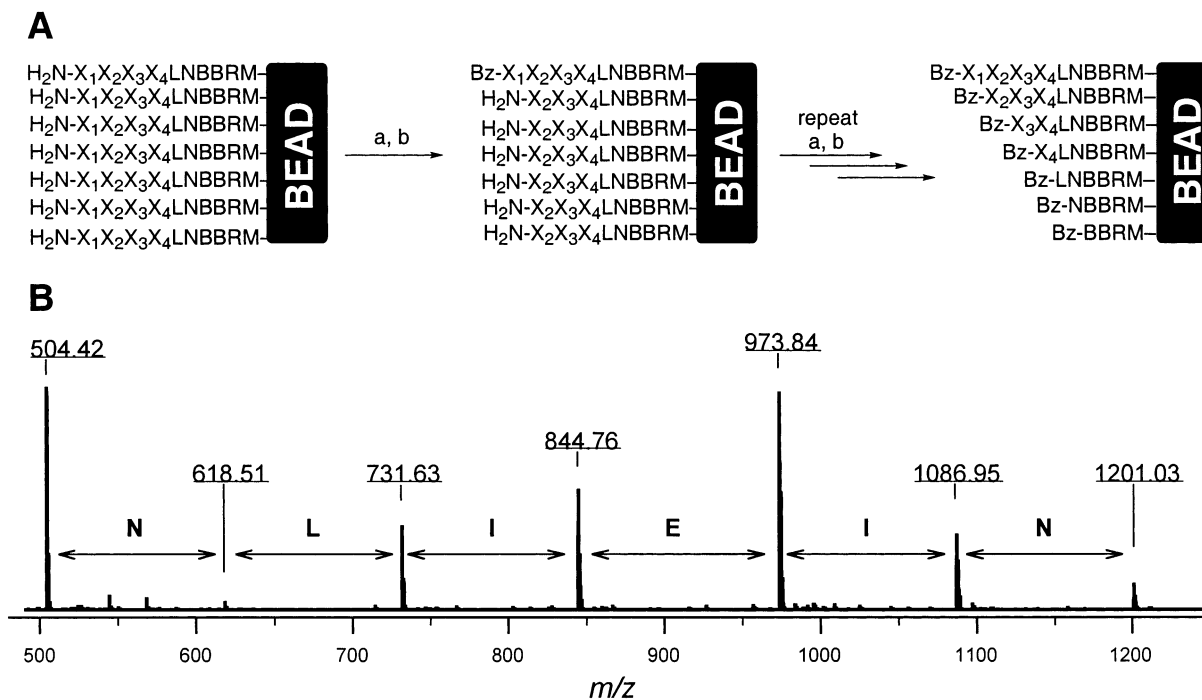 A
H₂N-X₁X₂X₃X₄LNBBRM-
H₂N-X₁X₂X₃X₄LNBBRM-
H₂N-X₁X₂X₃X₄LNBBRM-
H₂N-X₁X₂X₃X₄LNBBRM-
H₂N-X₁X₂X₃X₄LNBBRM-
H₂N-X₁X₂X₃X₄LNBBRM-
H₂N-X₁X₂X₃X₄LNBBRM-
BEAD
a, b
Bz-X₁X₂X₃X₄LNBBRM-
H₂N-X₂X₃X₄LNBBRM-
H₂N-X₂X₃X₄LNBBRM-
H₂N-X₂X₃X₄LNBBRM-
H₂N-X₂X₃X₄LNBBRM-
H₂N-X₂X₃X₄LNBBRM-
H₂N-X₂X₃X₄LNBBRM-
BEAD
repeat
a, b
Bz-X₁X₂X₃X₄LNBBRM-
Bz-X₂X₃X₄LNBBRM-
Bz-X₃X₄LNBBRM-
Bz-X₄LNBBRM-
Bz-LNBBRM-
Bz-NBBRM-
Bz-BBRM-
BEAD
B
504.42
618.51
731.63
844.76
973.84
1086.95
1201.03
N L I E I N
500 600 700 800 900 1000 1100 1200
m/z